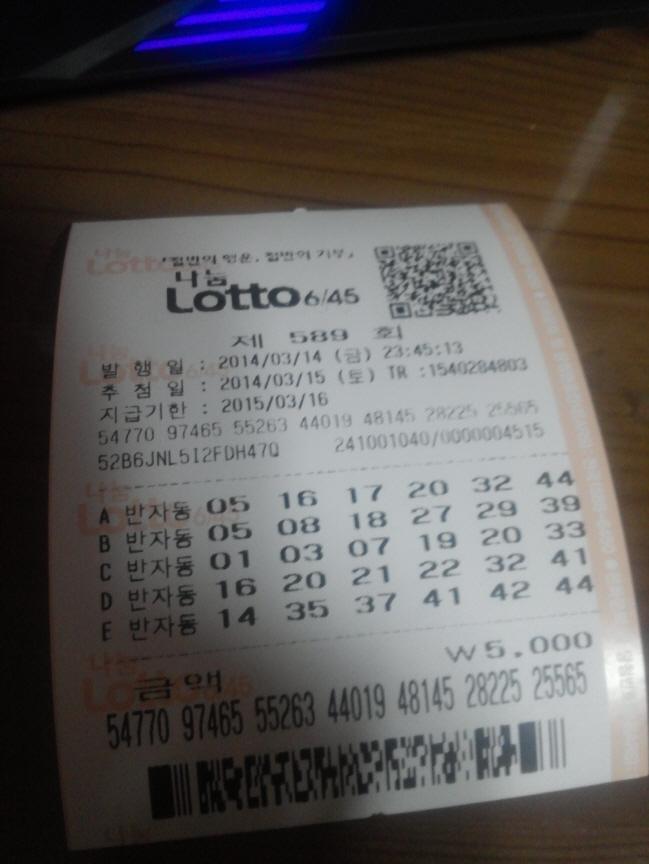 「절반의 행운, 절반의 기부」
나눔
Lotto 6/45
제 589 회
발 행 일 : 2014/03/14 (금) 23:45:13
추 첨 일 : 2014/03/15 (토) TR :1540284803
지급기한 : 2015/03/16
54770 97465 55263 44019 48145 28225 25565
52B6JNL5I2FDH47Q 241001040/0000004515
A 반자동 05 16 17 20 32 44
B 반자동 05 08 18 27 29 39
C 반자동 01 03 07 19 20 33
D 반자동 16 20 21 22 32 41
E 반자동 14 35 37 41 42 44
금액 ₩5.000
54770 97465 55263 44019 48145 28225 25565